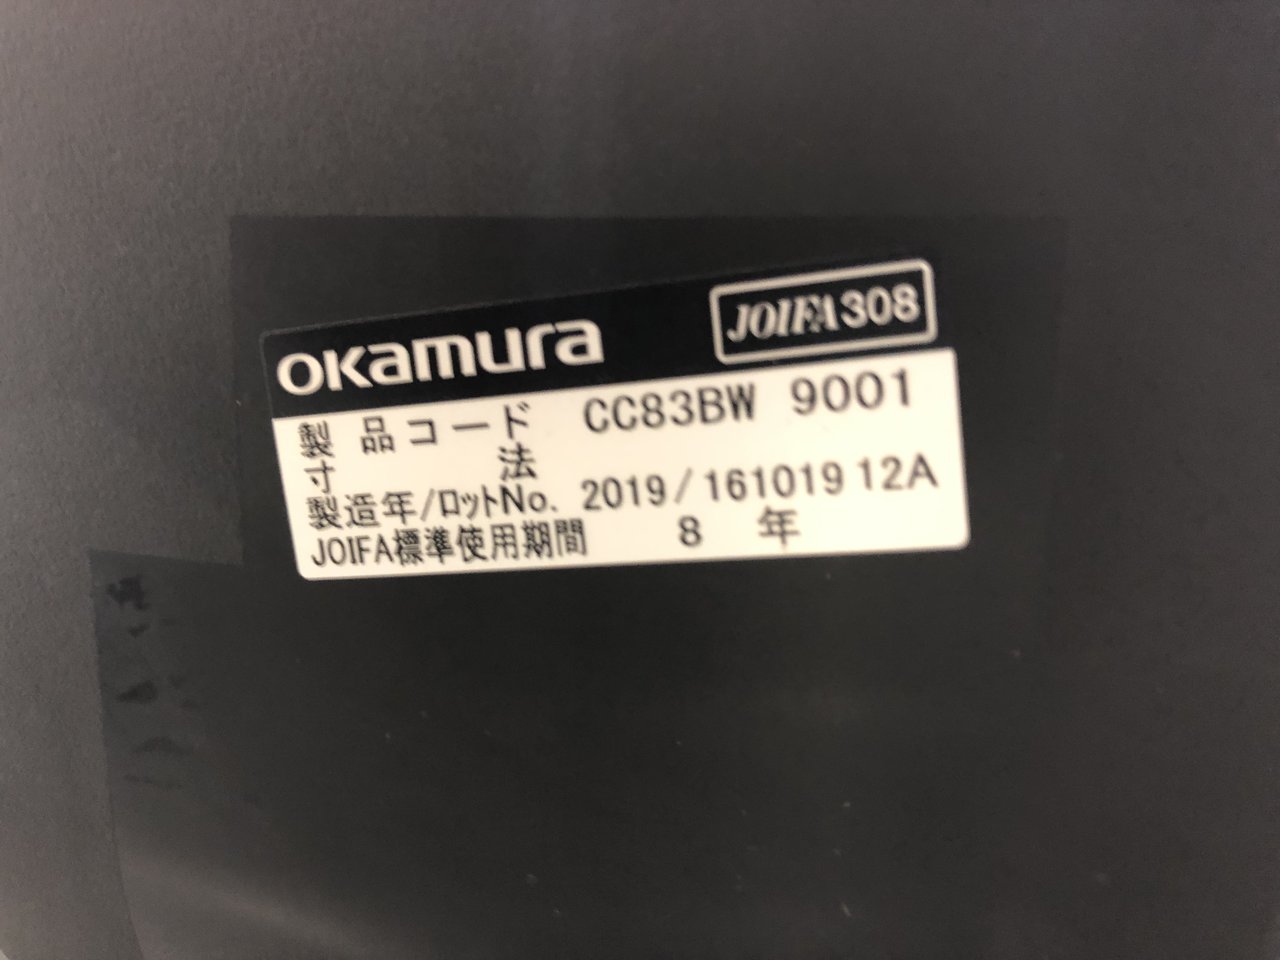 okamura JOIFA308
製品コード CC83BW 9001
寸法
製造年/ロットNo. 2019/161019 12A
JOIFA標準使用期間 8 年